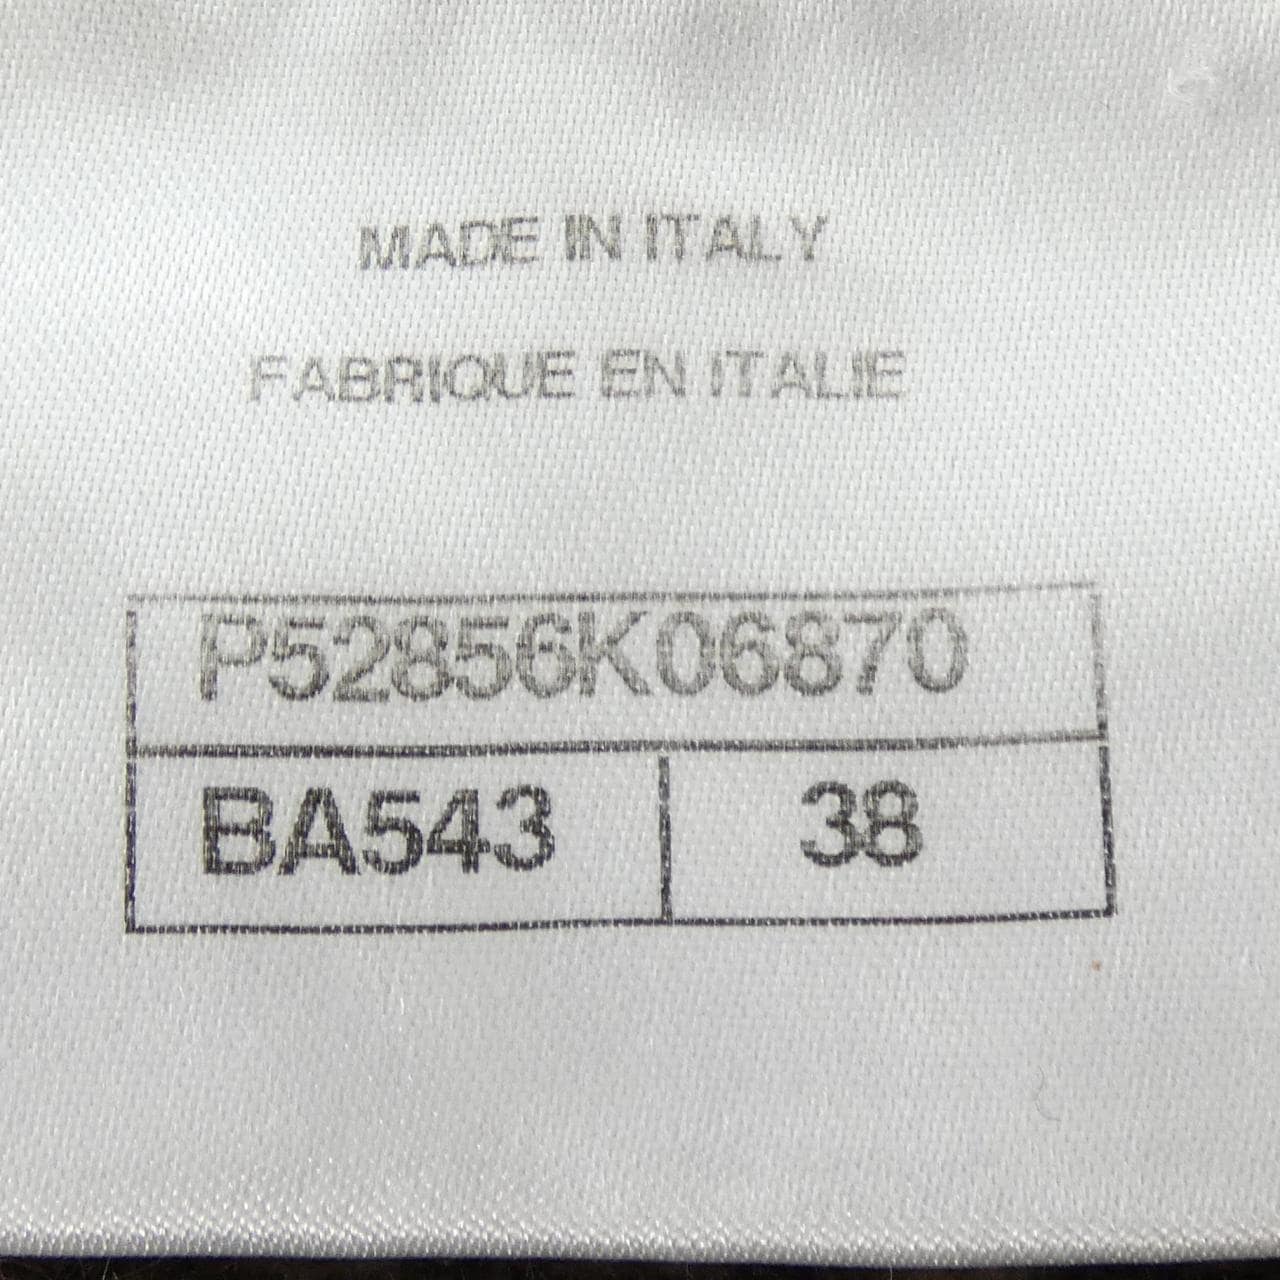 MADE IN ITALY
FABRIQUE EN ITALIE
P52856K06870
BA543 38